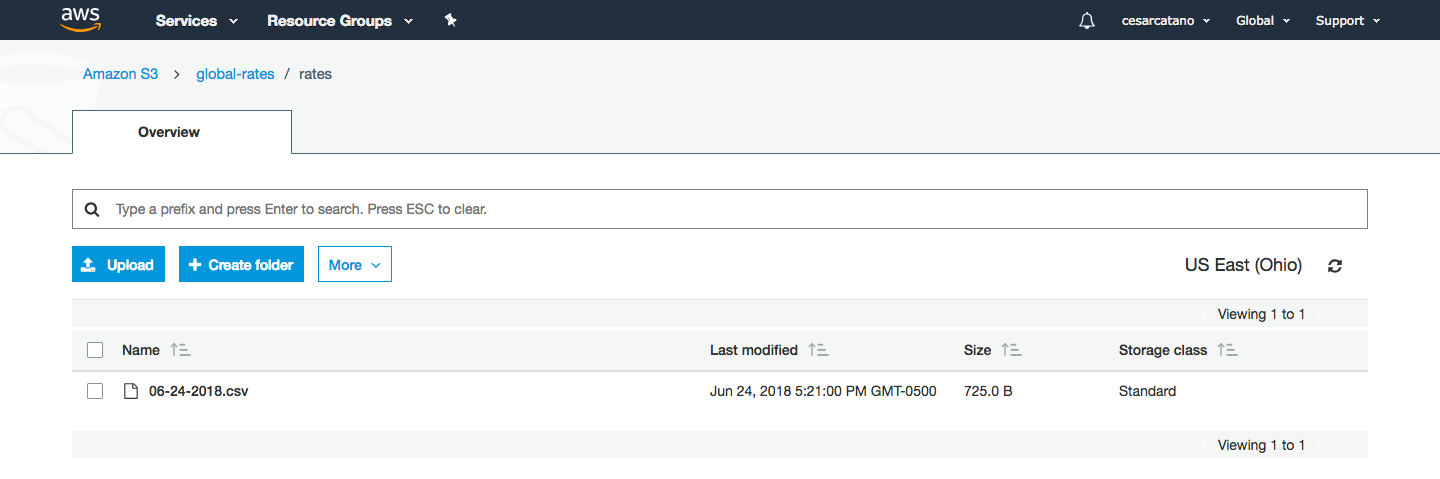 aws Services Resource Groups cesarcatano Global Support
Amazon S3 > global-rates / rates
Overview
Type a prefix and press Enter to search. Press ESC to clear.
Upload + Create folder More US East (Ohio)
Viewing 1 to 1
Name Last modified Size Storage class
06-24-2018.csv Jun 24, 2018 5:21:00 PM GMT-0500 725.0 B Standard
Viewing 1 to 1